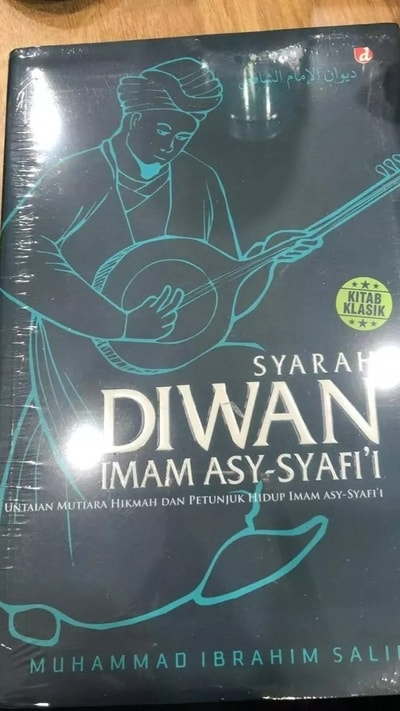 d
ديوان الإمام الشافعي
KITAB
KLASIK
SYARAH
DIWAN
IMAM ASY-SYAFI'I
UNTAIAN MUTIARA HIKMAH DAN PETUNJUK HIDUP IMAM ASY-SYAFI'I
MUHAMMAD IBRAHIM SALIM